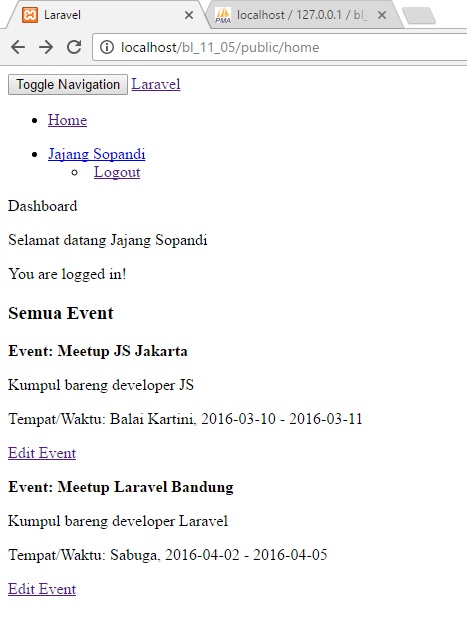 Laravel
PMA localhost / 127.0.0.1 / bl_
localhost/bl_11_05/public/home
Toggle Navigation Laravel
Home
Jajang Sopandi
Logout
Dashboard
Selamat datang Jajang Sopandi
You are logged in!
Semua Event
Event: Meetup JS Jakarta
Kumpul bareng developer JS
Tempat/Waktu: Balai Kartini, 2016-03-10 - 2016-03-11
Edit Event
Event: Meetup Laravel Bandung
Kumpul bareng developer Laravel
Tempat/Waktu: Sabuga, 2016-04-02 - 2016-04-05
Edit Event